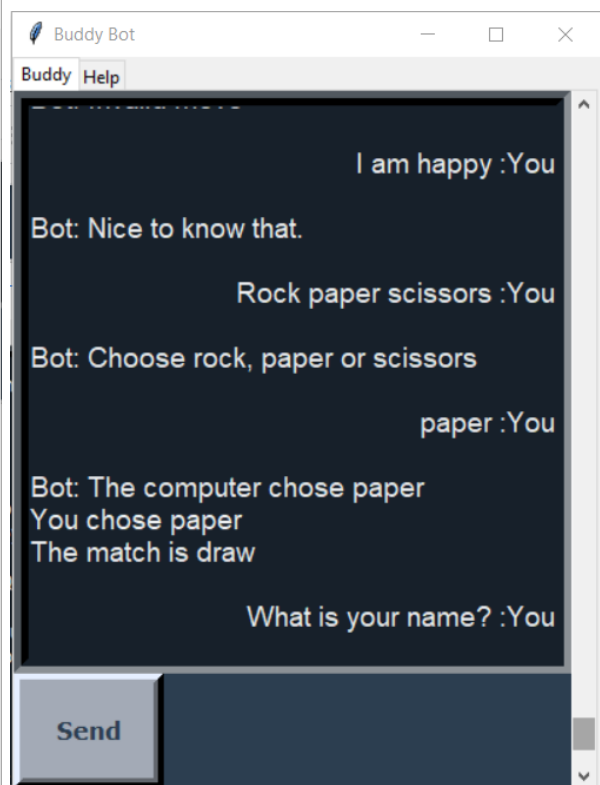 Buddy Bot
Buddy Help
I am happy :You
Bot: Nice to know that.
Rock paper scissors :You
Bot: Choose rock, paper or scissors
paper :You
Bot: The computer chose paper
You chose paper
The match is draw
What is your name? :You
Send